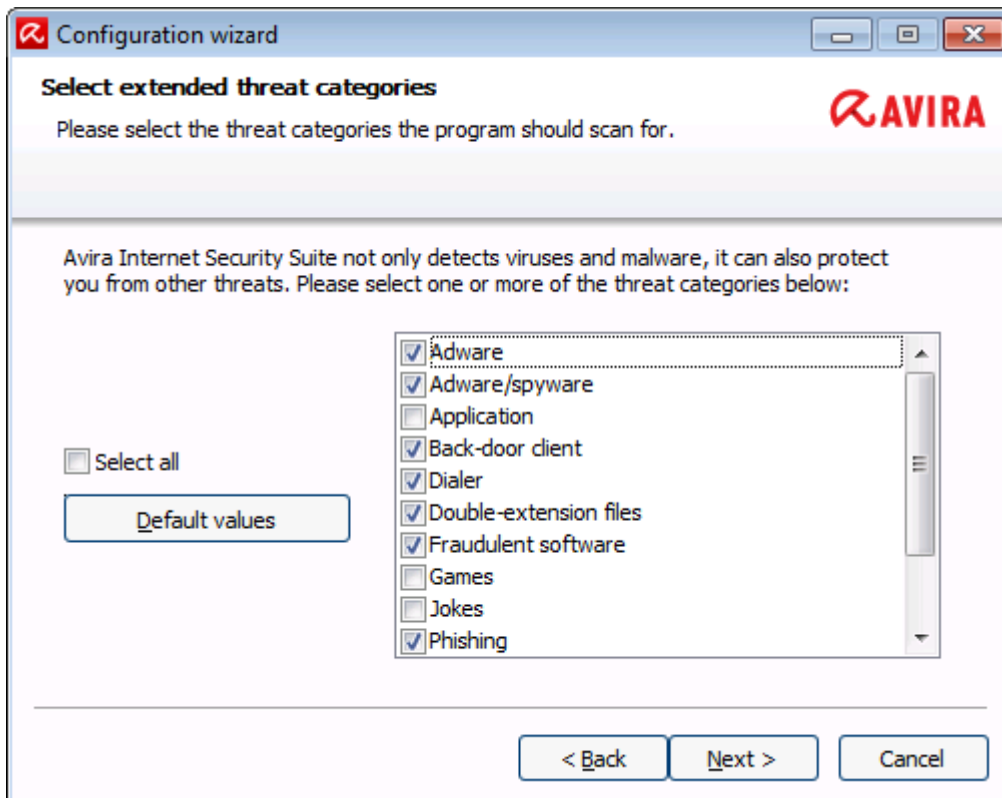 Configuration wizard
Select extended threat categories
Please select the threat categories the program should scan for.
AVIRA
Avira Internet Security Suite not only detects viruses and malware, it can also protect
you from other threats. Please select one or more of the threat categories below:
Adware
Adware/spyware
Application
Back-door client
Dialer
Double-extension files
Fraudulent software
Games
Jokes
Phishing
Select all
Default values
< Back
Next >
Cancel